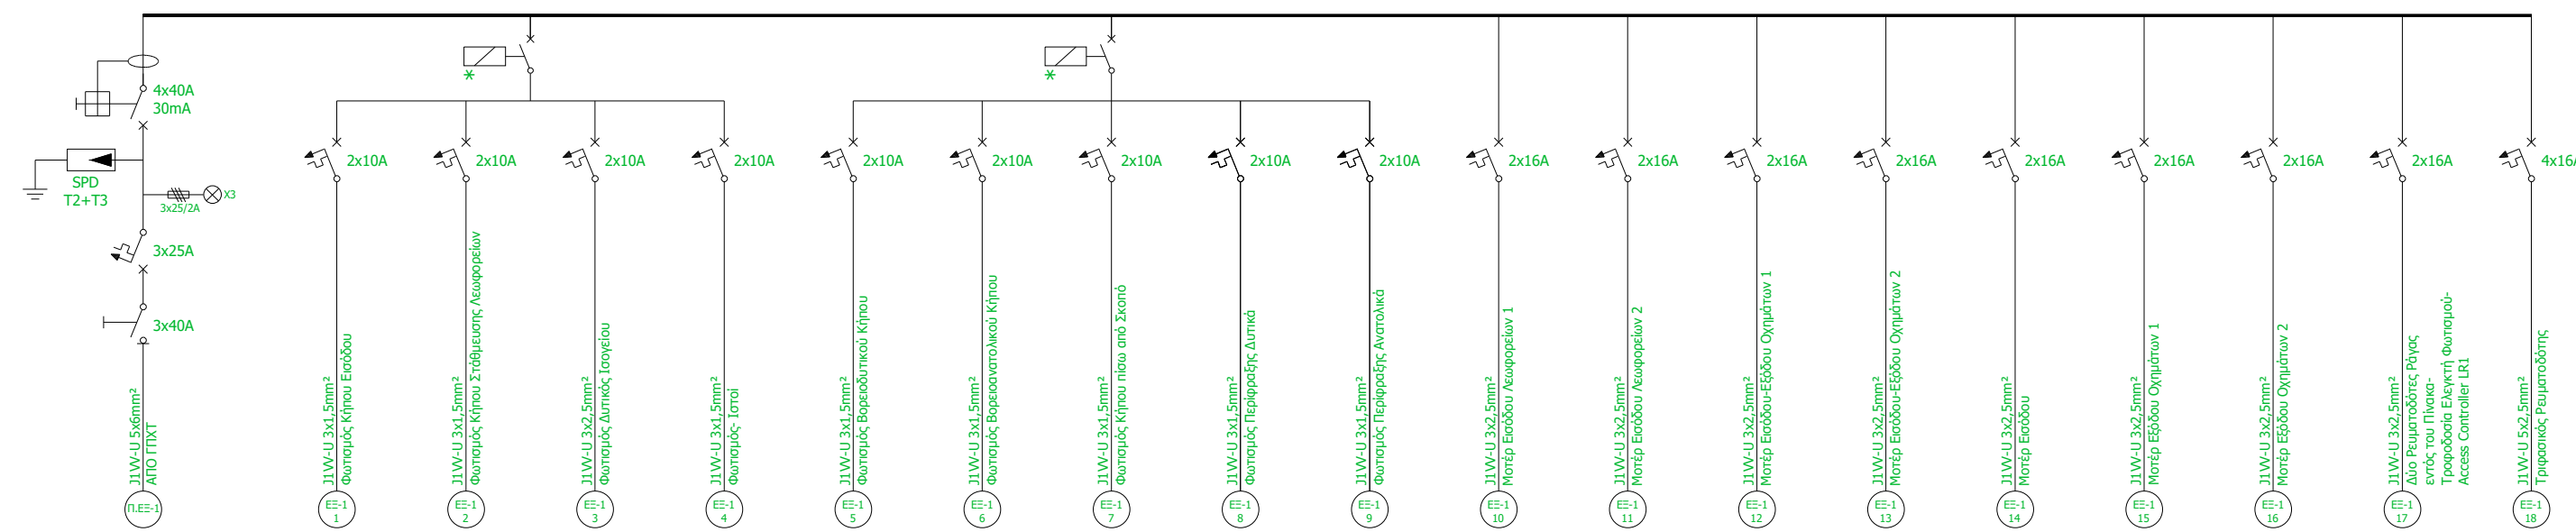 4x40A
30mA
SPD
T2+T3
3x25/2A
X3
3x25A
3x40A
J1VV-U 5x6mm²
ΑΠΟ ΓΠΧΤ
Π.ΕΞ-1
*
2x10A
J1VV-U 3x1,5mm²
Φωτισμός Κήπου Εισόδου
ΕΞ-1
1
2x10A
J1VV-U 3x1,5mm²
Φωτισμός Κήπου Στάθμευσης Λεωφορείων
ΕΞ-1
2
2x10A
J1VV-U 3x2,5mm²
Φωτισμός Δυτικός Ισογείου
ΕΞ-1
3
2x10A
J1VV-U 3x1,5mm²
Φωτισμός- Ιστοί
ΕΞ-1
4
*
2x10A
J1VV-U 3x1,5mm²
Φωτισμός Βορειοδυτικού Κήπου
ΕΞ-1
5
2x10A
J1VV-U 3x1,5mm²
Φωτισμός Βορειοανατολικού Κήπου
ΕΞ-1
6
2x10A
J1VV-U 3x1,5mm²
Φωτισμός Κήπου πίσω από Σκοπό
ΕΞ-1
7
2x10A
J1VV-U 3x1,5mm²
Φωτισμός Περίφραξης Δυτικά
ΕΞ-1
8
2x10A
J1VV-U 3x1,5mm²
Φωτισμός Περίφραξης Ανατολικά
ΕΞ-1
9
2x16A
J1VV-U 3x2,5mm²
Μοτέρ Εισόδου Λεωφορείων 1
ΕΞ-1
10
2x16A
J1VV-U 3x2,5mm²
Μοτέρ Εισόδου Λεωφορείων 2
ΕΞ-1
11
2x16A
J1VV-U 3x2,5mm²
Μοτέρ Εισόδου-Εξόδου Οχημάτων 1
ΕΞ-1
12
2x16A
J1VV-U 3x2,5mm²
Μοτέρ Εισόδου-Εξόδου Οχημάτων 2
ΕΞ-1
13
2x16A
J1VV-U 3x2,5mm²
Μοτέρ Εισόδου
ΕΞ-1
14
2x16A
J1VV-U 3x2,5mm²
Μοτέρ Εξόδου Οχημάτων 1
ΕΞ-1
15
2x16A
J1VV-U 3x2,5mm²
Μοτέρ Εξόδου Οχημάτων 2
ΕΞ-1
16
2x16A
J1VV-U 3x2,5mm²
Δύο Ρευματοδότες Ράγας
εντός του Πίνακα-
Τροφοδοσία Ελεγκτή Φωτισμού-
Access Controller LR1
ΕΞ-1
17
4x16A
J1VV-U 5x2,5mm²
Τριφασικός Ρευματοδότης
ΕΞ-1
18